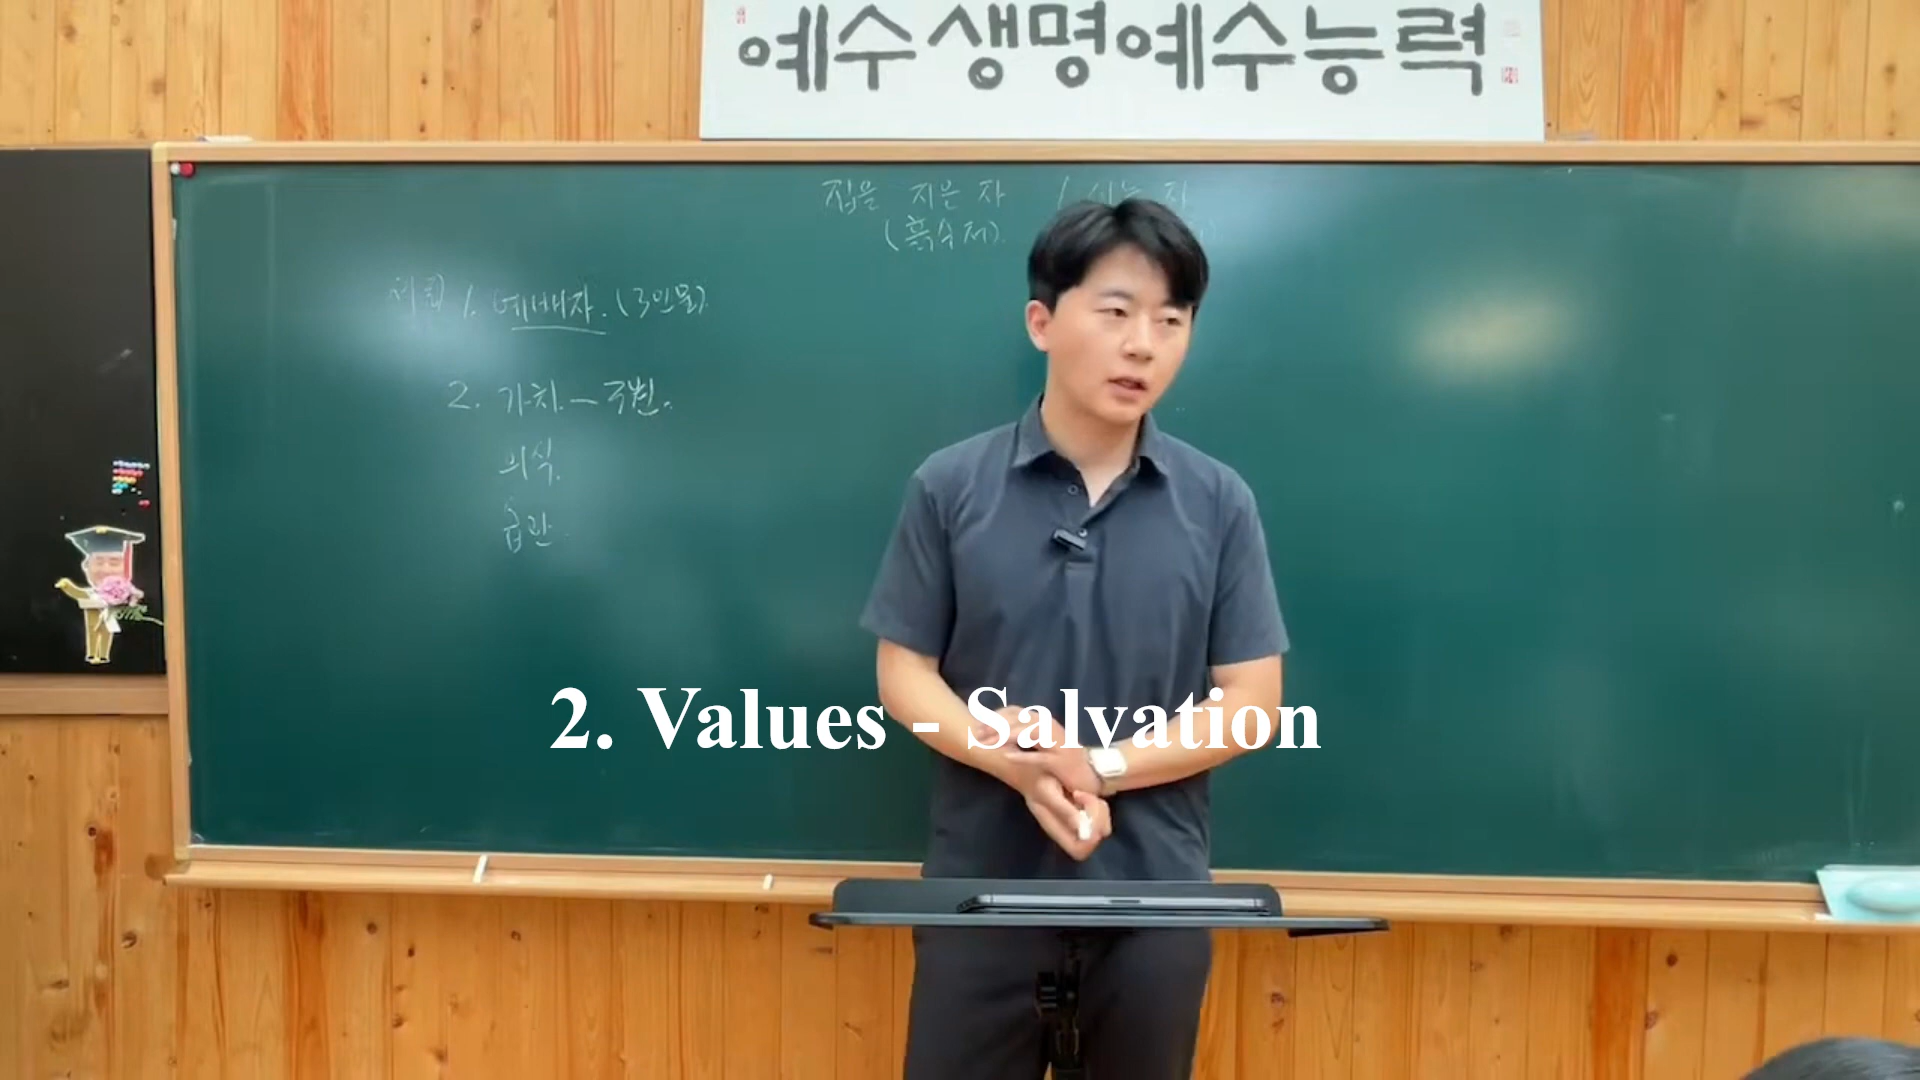 예수생명예수능력
집을 지은 자 /
(흙수저)
1. 예배자. (3인물)
2. 가치 - 구원.
의식.
습관.
2. Values - Salvation